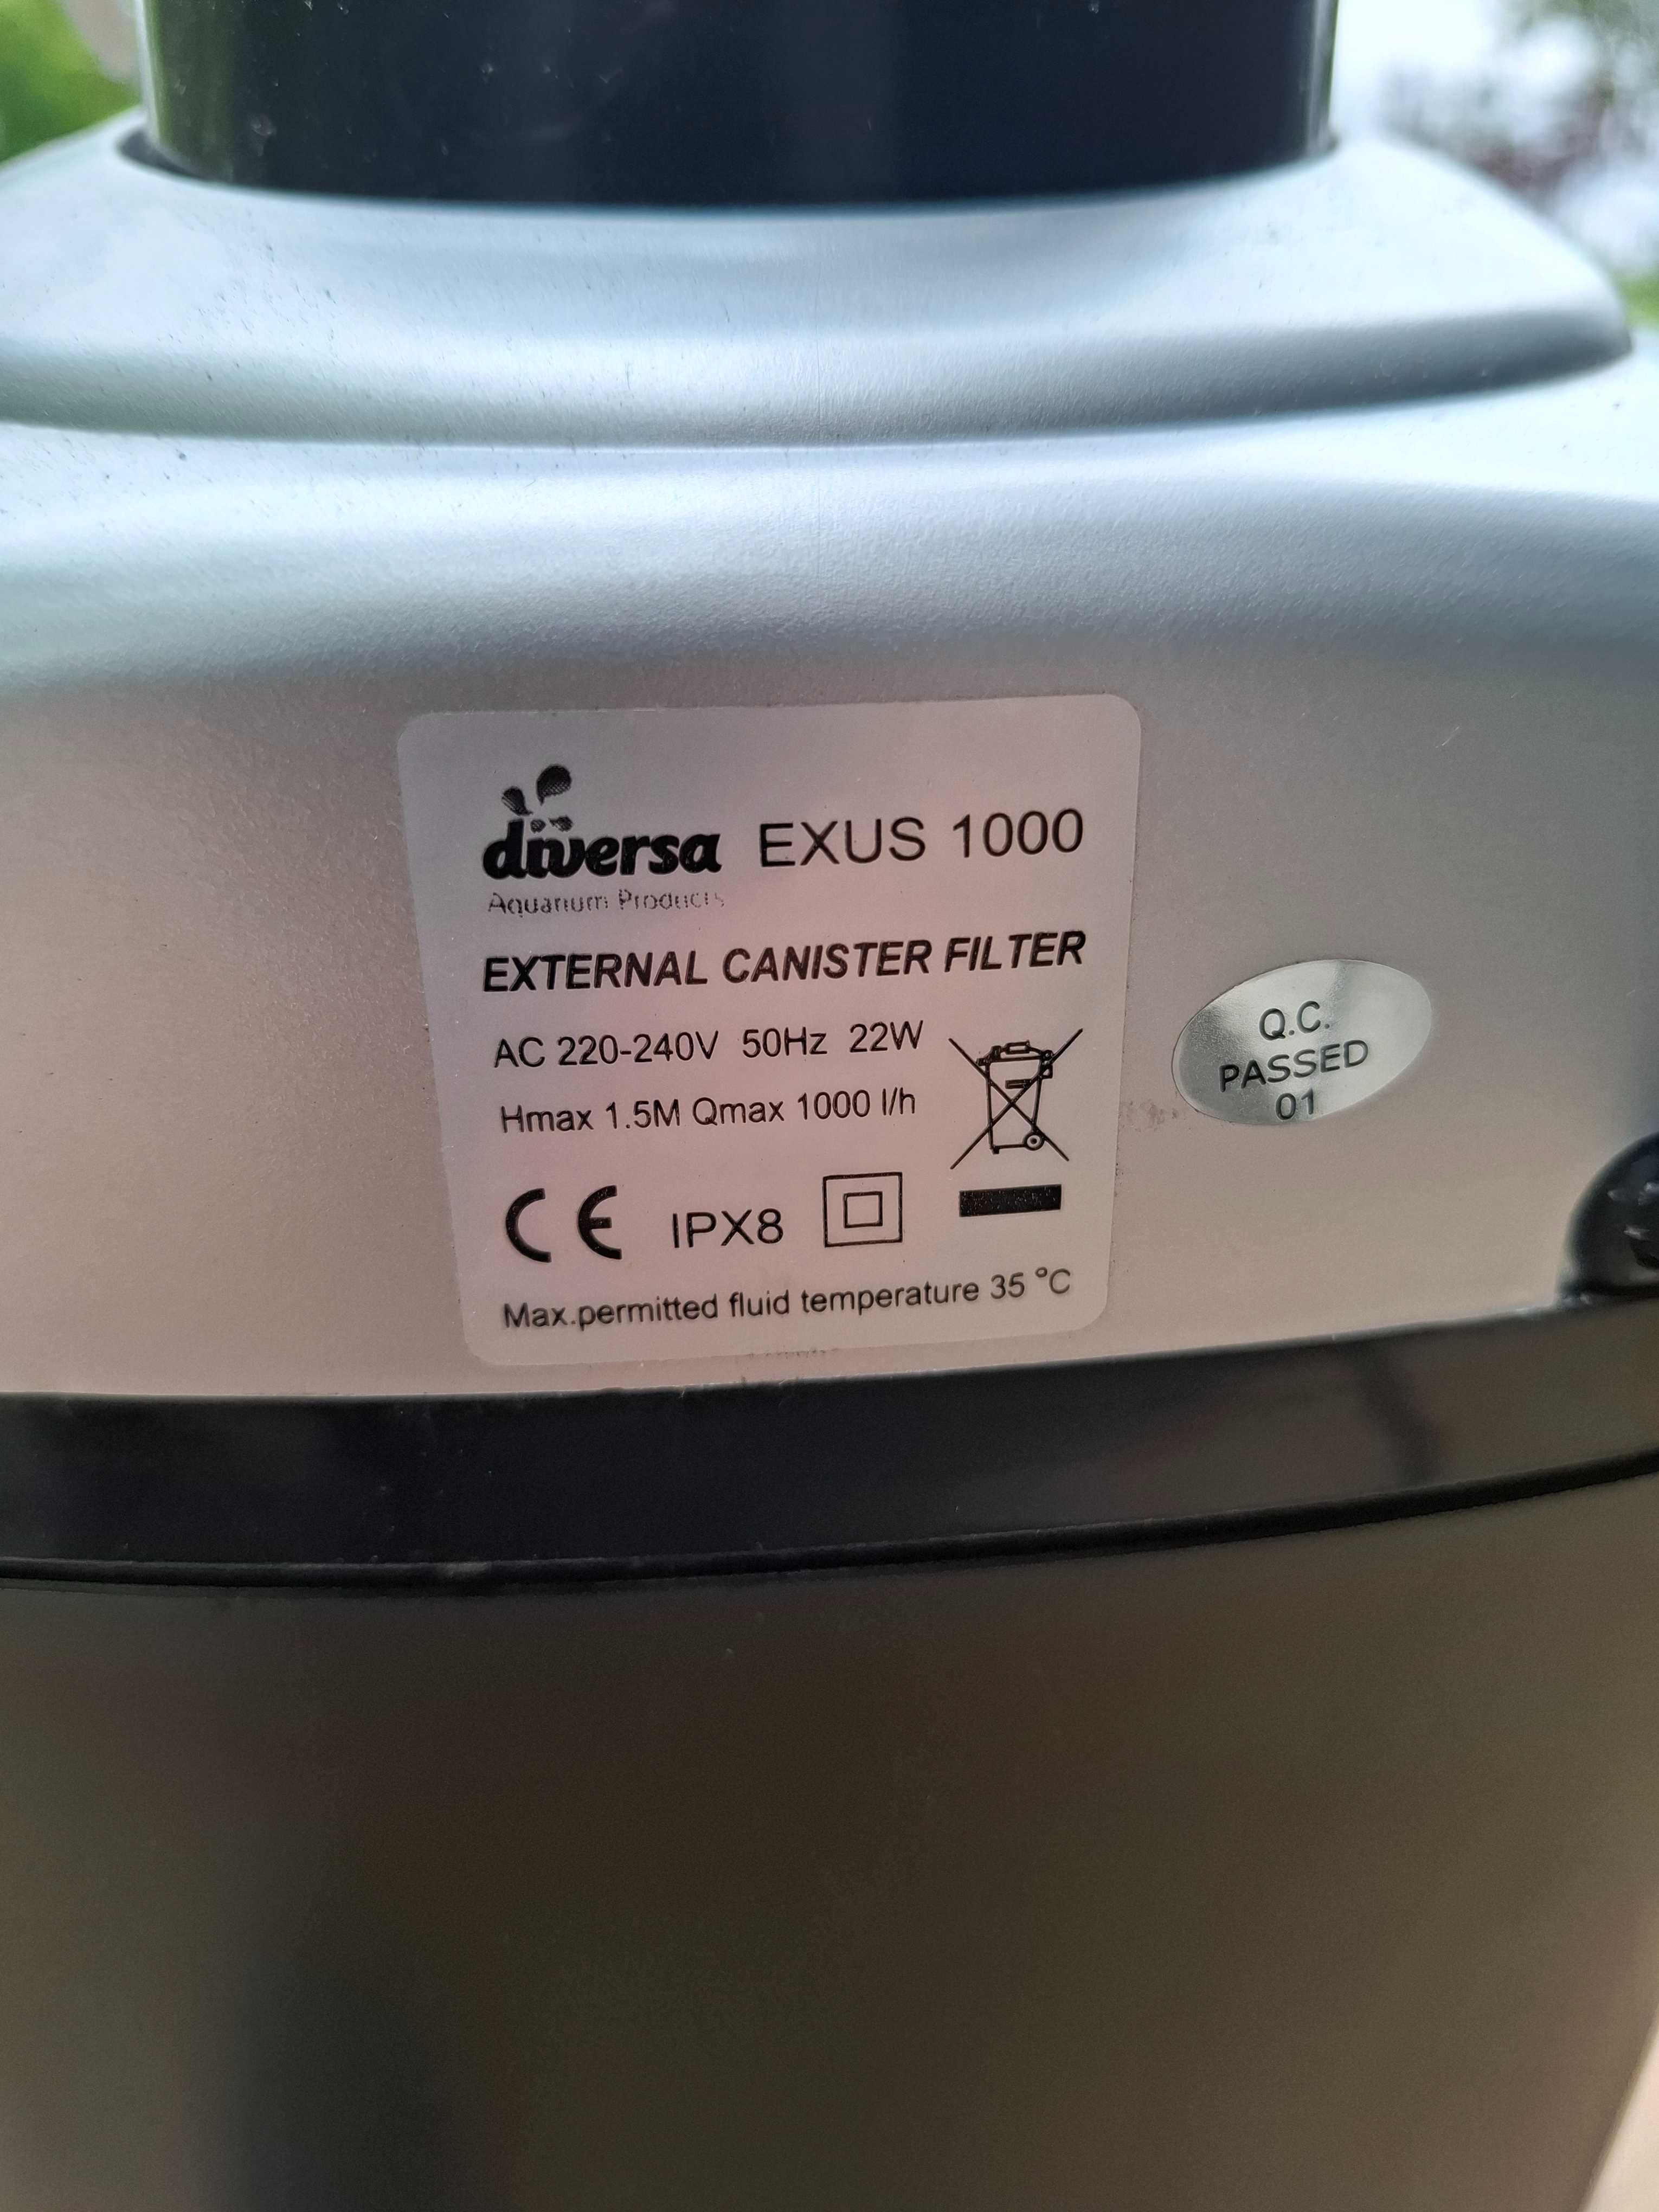 diversa EXUS 1000
Aquarium Products
EXTERNAL CANISTER FILTER
AC 220-240V 50Hz 22W
Hmax 1.5M Qmax 1000 l/h
CE IPX8
Max.permitted fluid temperature 35 °C
Q.C.
PASSED
01